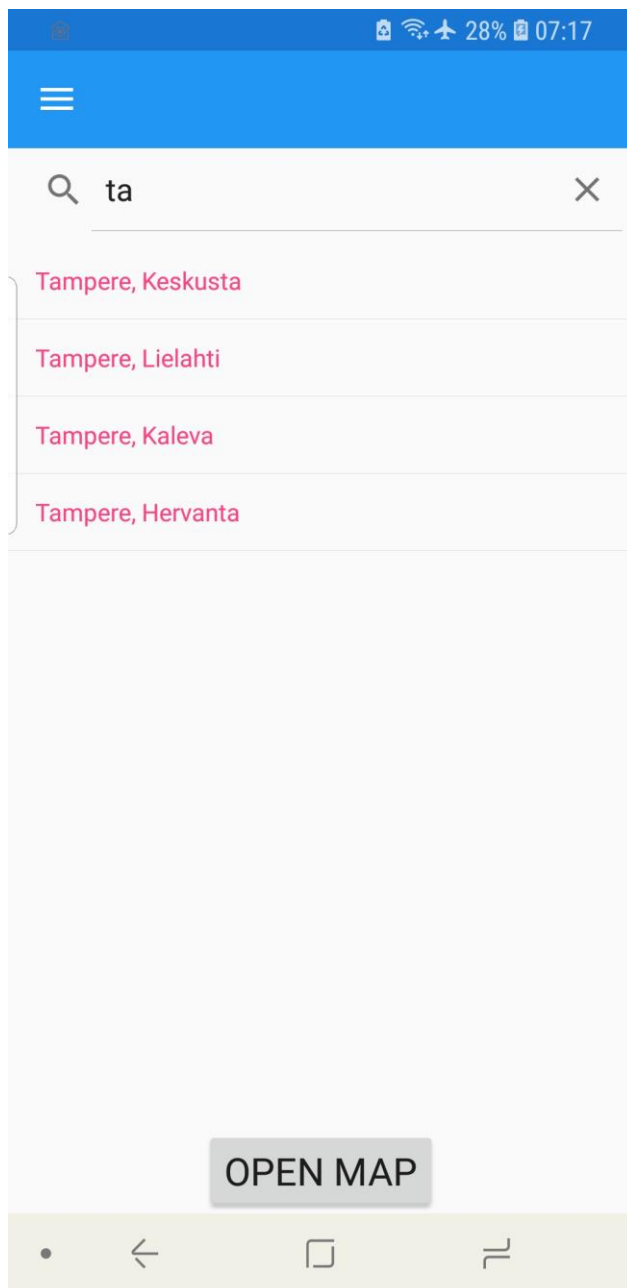 28% 07:17
ta
Tampere, Keskusta
Tampere, Lielahti
Tampere, Kaleva
Tampere, Hervanta
OPEN MAP